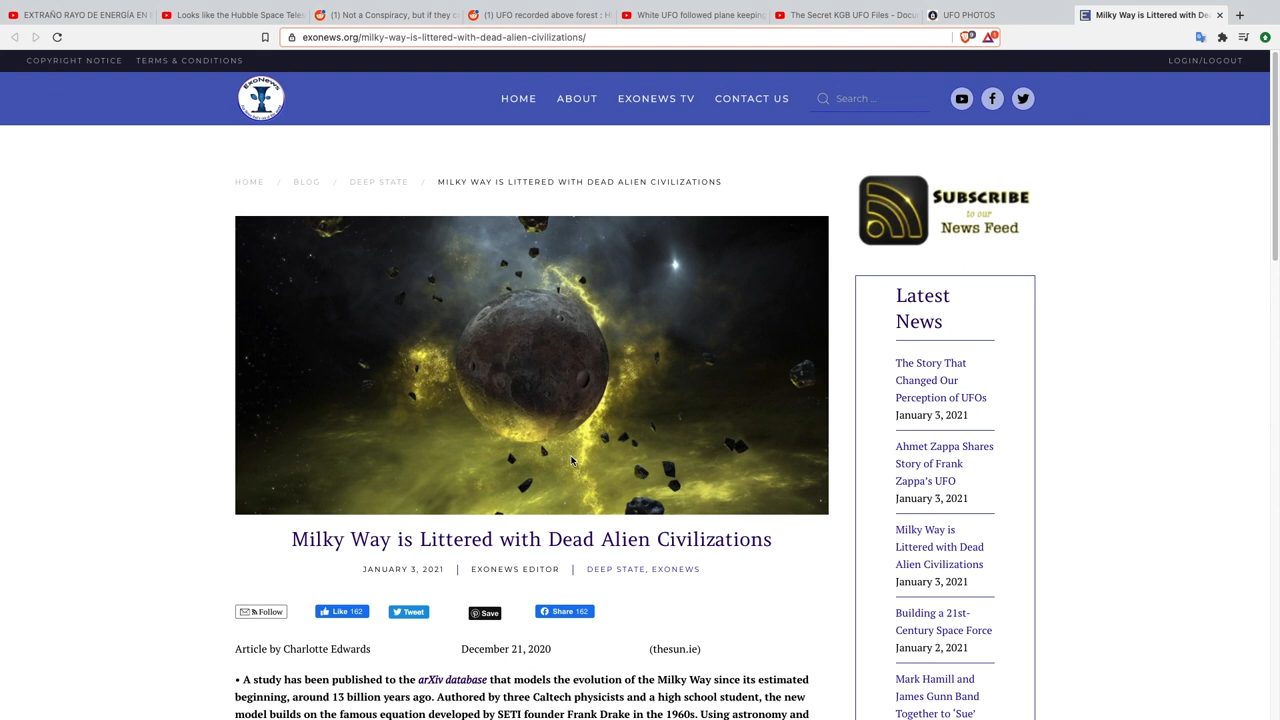 EXTRAÑO RAYO DE ENERGÍA EN
Looks like the Hubble Space Teles
(1) Not a Conspiracy, but if they c
(1) UFO recorded above forest : H
White UFO followed plane keeping
The Secret KGB UFO Files - Docu
UFO PHOTOS
Milky Way is Littered with De
exonews.org/milky-way-is-littered-with-dead-alien-civilizations/
COPYRIGHT NOTICE TERMS & CONDITIONS LOGIN/LOGOUT
ExoNews
HOME ABOUT EXONEWS TV CONTACT US Search ...
HOME / BLOG / DEEP STATE / MILKY WAY IS LITTERED WITH DEAD ALIEN CIVILIZATIONS
Milky Way is Littered with Dead Alien Civilizations
JANUARY 3, 2021 | EXONEWS EDITOR | DEEP STATE, EXONEWS
Follow Like 162 Tweet Save Share 162
Article by Charlotte Edwards December 21, 2020 (thesun.ie)
• A study has been published to the arXiv database that models the evolution of the Milky Way since its estimated
beginning, around 13 billion years ago. Authored by three Caltech physicists and a high school student, the new
model builds on the famous equation developed by SETI founder Frank Drake in the 1960s. Using astronomy and
SUBSCRIBE
to our
News Feed
Latest
News
The Story That
Changed Our
Perception of UFOs
January 3, 2021
Ahmet Zappa Shares
Story of Frank
Zappa's UFO
January 3, 2021
Milky Way is
Littered with Dead
Alien Civilizations
January 3, 2021
Building a 21st-
Century Space Force
January 2, 2021
Mark Hamill and
James Gunn Band
Together to ‘Sue’